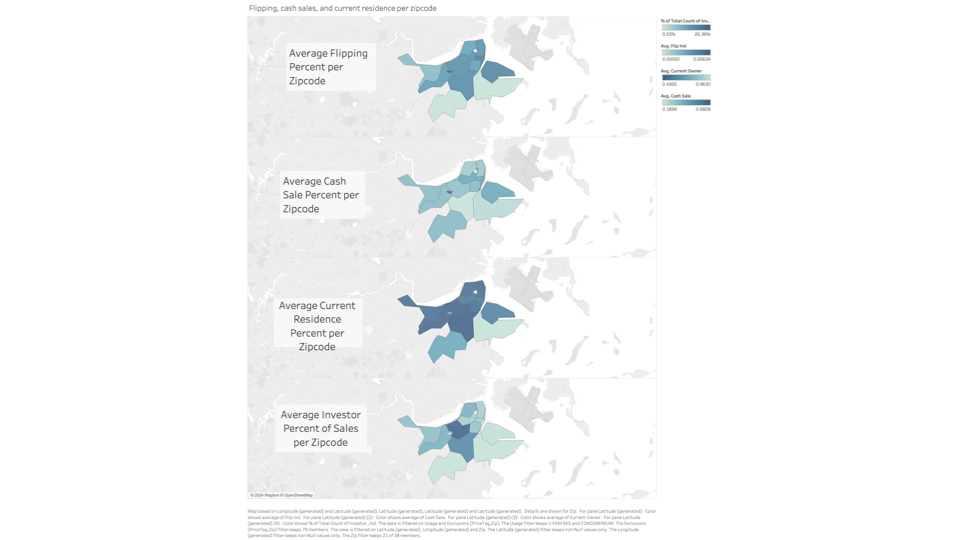 Flipping, cash sales, and current residence per zipcode
% of Total Count of Inv...
0.03% 26.36%
Avg. Flip Ind
0.00000 0.05634
Avg. Current Owner
0.4300 0.9630
Avg. Cash Sale
0.1898 0.6808
Average Flipping
Percent per
Zipcode
Average Cash
Sale Percent per
Zipcode
Average Current
Residence
Percent per
Zipcode
Average Investor
Percent of Sales
per Zipcode
© 2024 Mapbox © OpenStreetMap
Map based on Longitude (generated) and Latitude (generated), Latitude (generated), Latitude (generated) and Latitude (generated). Details are shown for Zip. For pane Latitude (generated): Color
shows average of Flip Ind. For pane Latitude (generated) (2): Color shows average of Cash Sale. For pane Latitude (generated) (3): Color shows average of Current Owner. For pane Latitude
(generated) (4): Color shows % of Total Count of Investor_Ind. The data is filtered on Usage and Exclusions (PriceTag,Zip). The Usage filter keeps 1-FAM RES and CONDOMINIUM. The Exclusions
(PriceTag,Zip) filter keeps 79 members. The view is filtered on Latitude (generated), Longitude (generated) and Zip. The Latitude (generated) filter keeps non-Null values only. The Longitude
(generated) filter keeps non-Null values only. The Zip filter keeps 21 of 38 members.